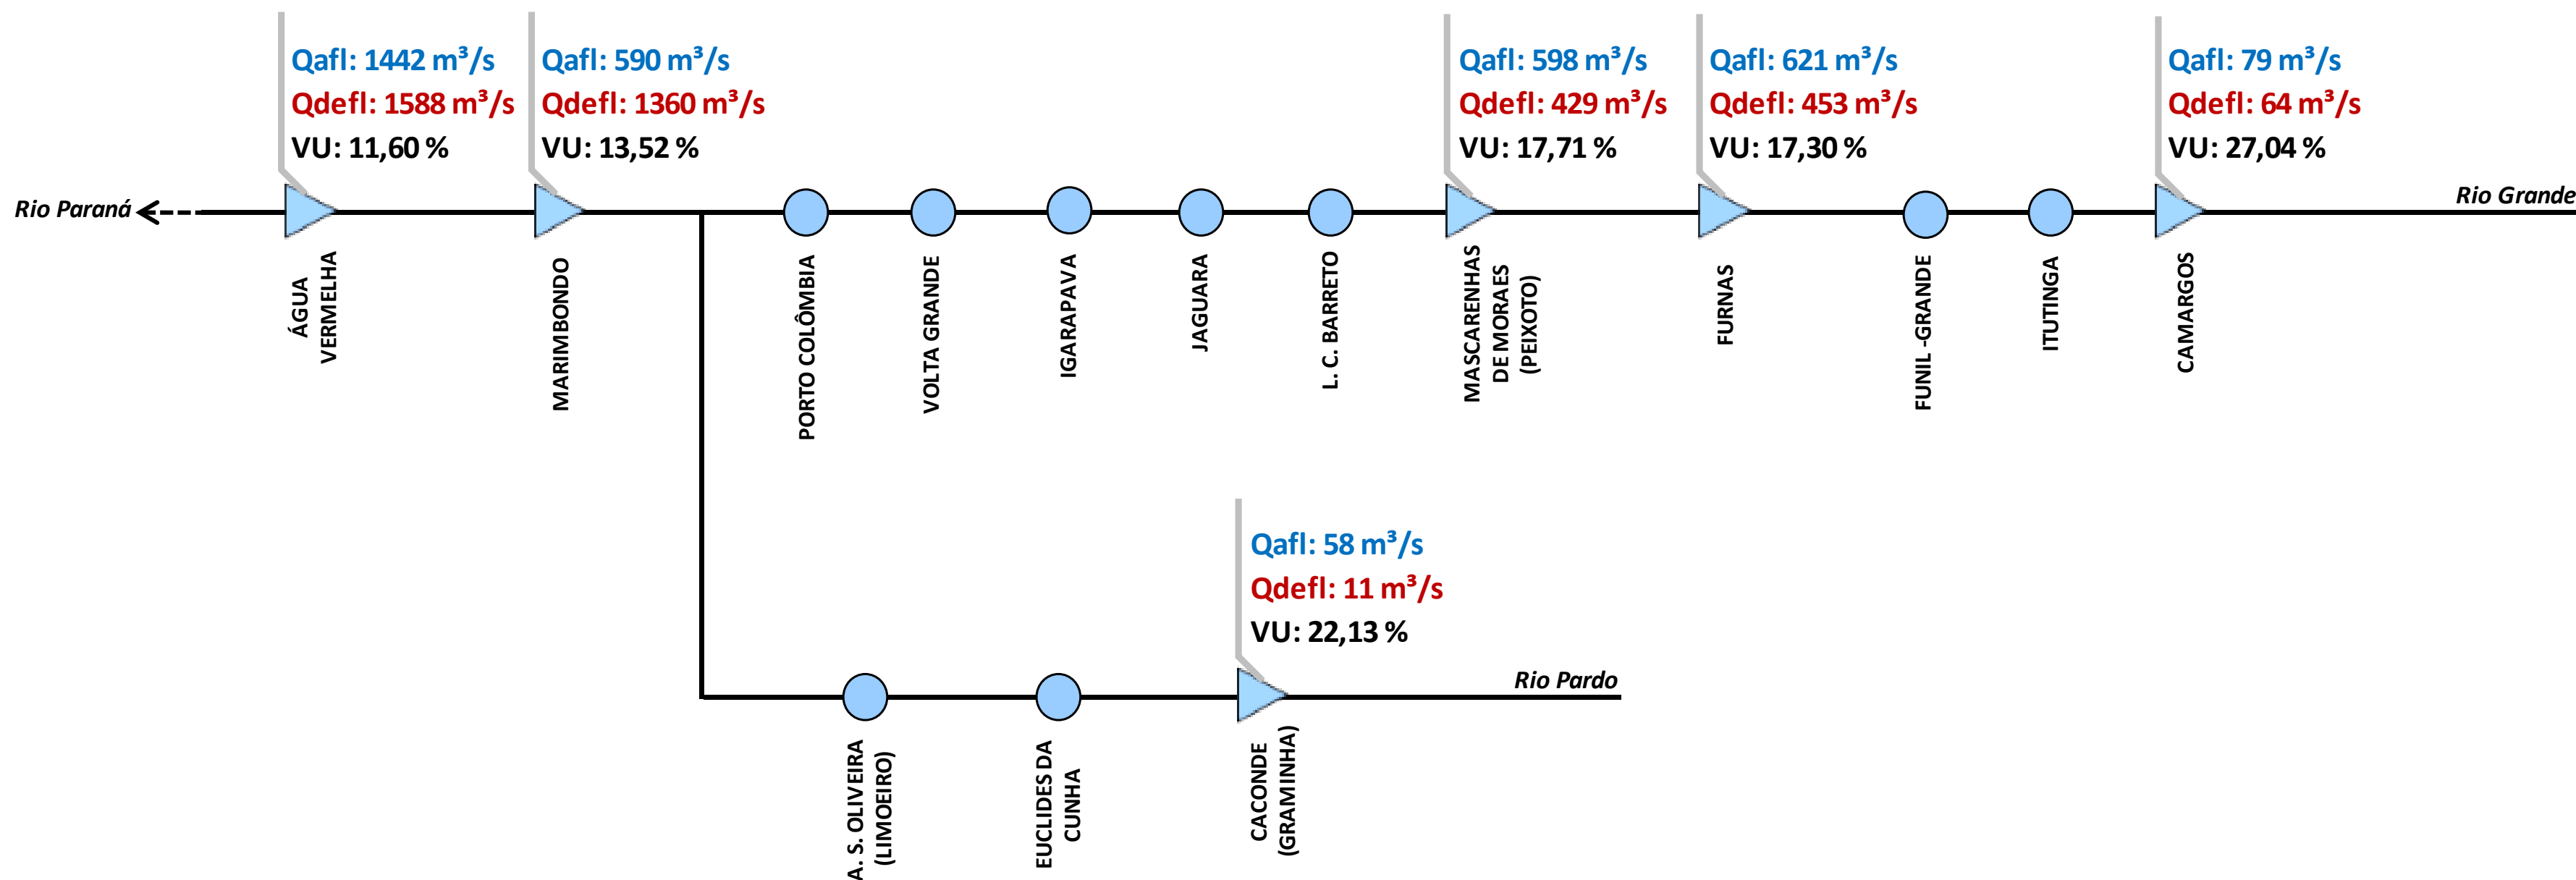 Qafl: 1442 m³/s
Qdefl: 1588 m³/s
VU: 11,60 %
Qafl: 590 m³/s
Qdefl: 1360 m³/s
VU: 13,52 %
Qafl: 598 m³/s
Qdefl: 429 m³/s
VU: 17,71 %
Qafl: 621 m³/s
Qdefl: 453 m³/s
VU: 17,30 %
Qafl: 79 m³/s
Qdefl: 64 m³/s
VU: 27,04 %
Rio Paraná
Rio Grande
ÁGUA
VERMELHA
MARIMBONDO
PORTO COLÔMBIA
VOLTA GRANDE
IGARAPAVA
JAGUARA
L. C. BARRETO
MASCARENHAS
DE MORAES
(PEIXOTO)
FURNAS
FUNIL -GRANDE
ITUTINGA
CAMARGOS
Qafl: 58 m³/s
Qdefl: 11 m³/s
VU: 22,13 %
Rio Pardo
A. S. OLIVEIRA
(LIMOEIRO)
EUCLIDES DA
CUNHA
CACONDE
(GRAMINHA)